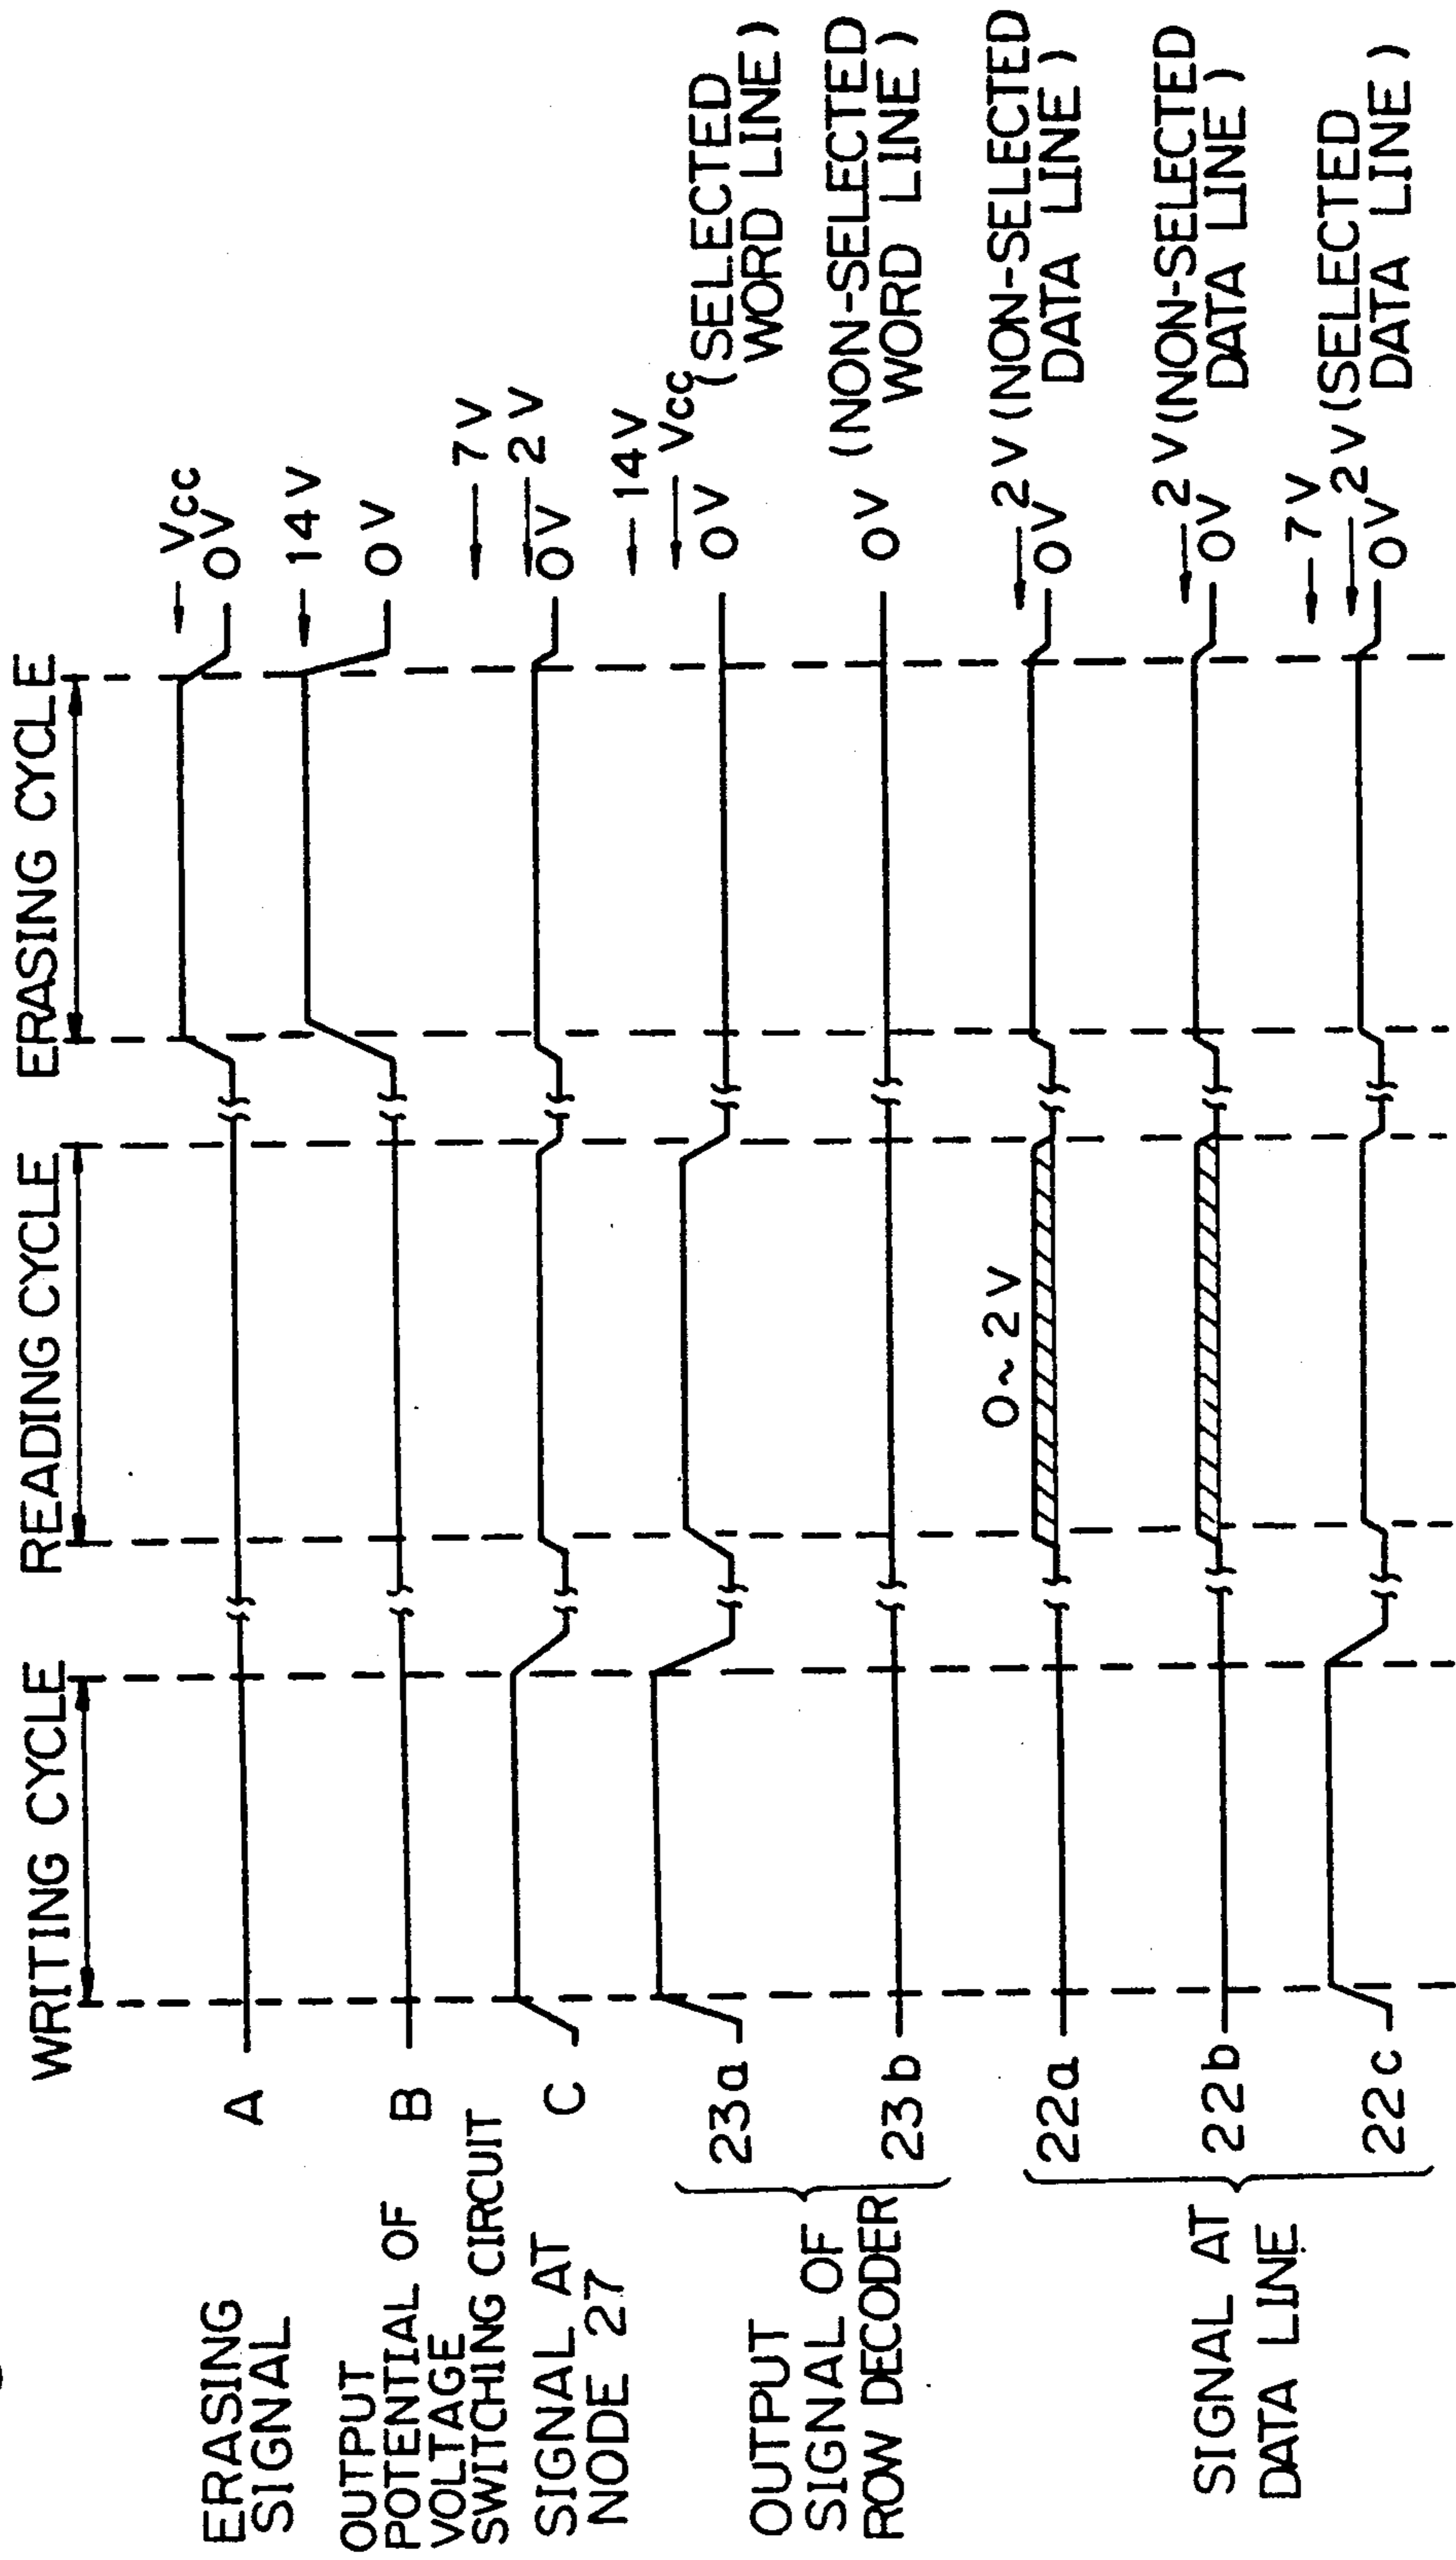 WRITING CYCLE
READING CYCLE
ERASING CYCLE
ERASING
SIGNAL
A
Vcc
0V
OUTPUT
POTENTIAL OF
VOLTAGE
SWITCHING CIRCUIT
B
14V
0V
SIGNAL AT
NODE 27
C
7V
2V
0V
OUTPUT
SIGNAL OF
ROW DECODER
23a
14V
Vcc
0V
(SELECTED
WORD LINE)
23b
0V
(NON-SELECTED
WORD LINE)
SIGNAL AT
DATA LINE
22a
0~2V
2V (NON-SELECTED
0V
DATA LINE)
22b
2V (NON-SELECTED
0V
DATA LINE)
22c
7V
2V (SELECTED
0V
DATA LINE)